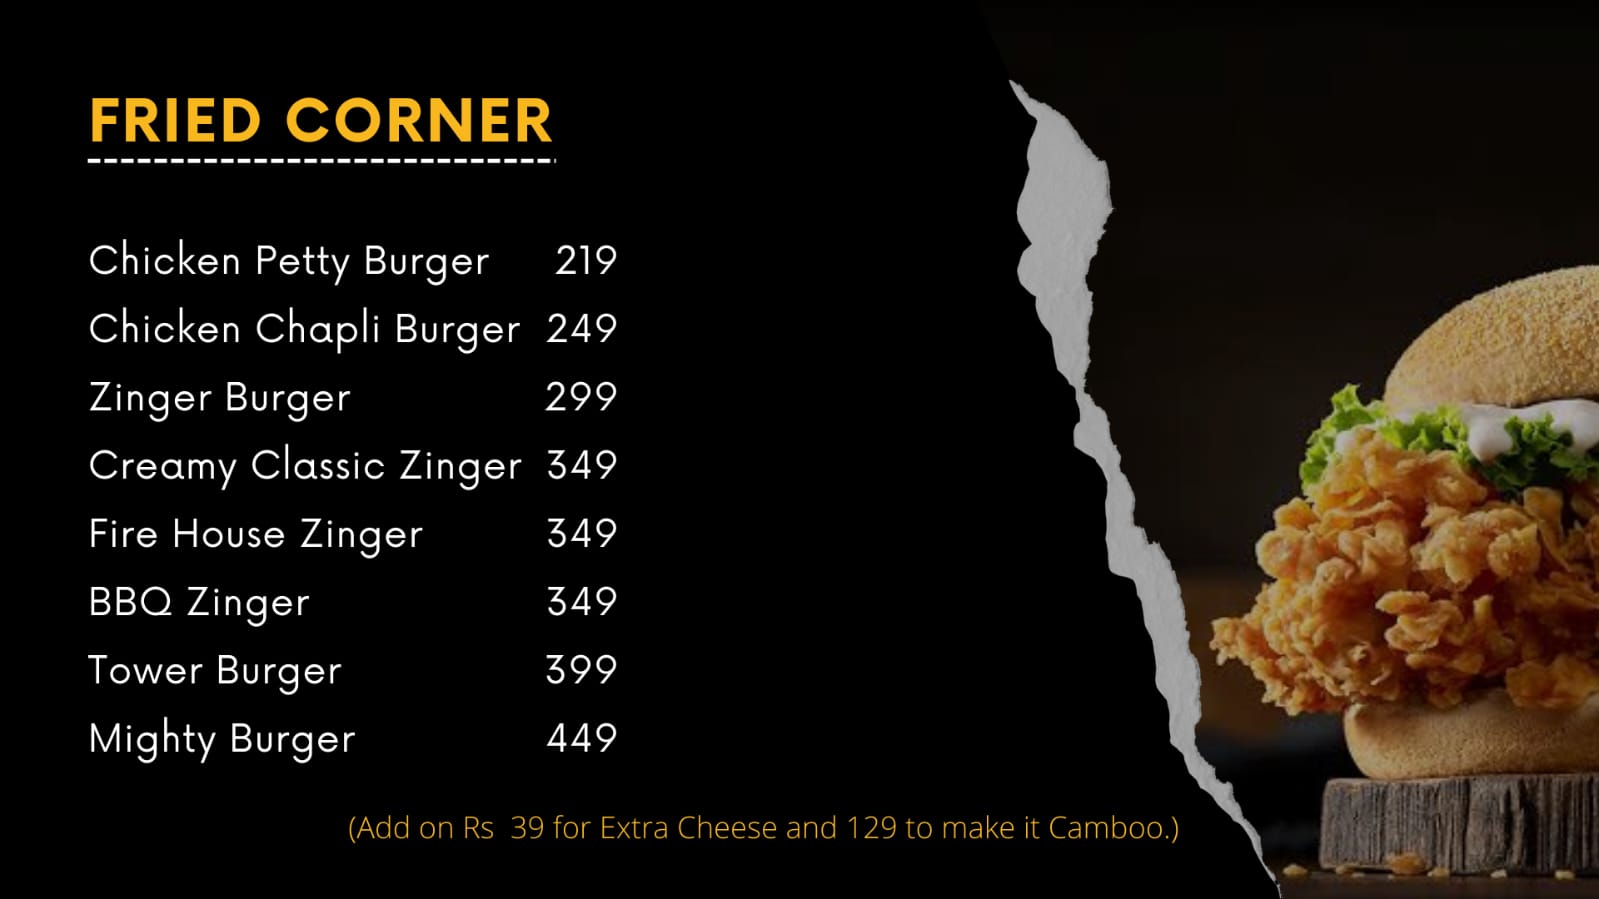 FRIED CORNER
Chicken Petty Burger 219
Chicken Chapli Burger 249
Zinger Burger 299
Creamy Classic Zinger 349
Fire House Zinger 349
BBQ Zinger 349
Tower Burger 399
Mighty Burger 449
(Add on Rs 39 for Extra Cheese and 129 to make it Camboo.)